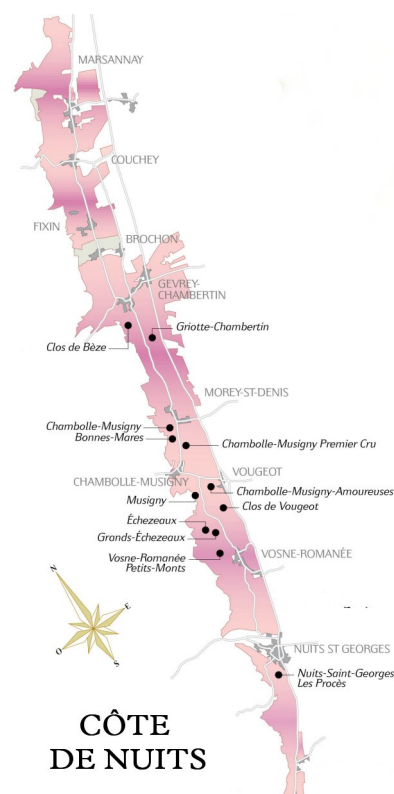 MARSANNAY
COUCHEY
FIXIN
BROCHON
GEVREY-
CHAMBERTIN
Griotte-Chambertin
Clos de Bèze
MOREY-ST-DENIS
Chambolle-Musigny
Bonnes-Mares
Chambolle-Musigny Premier Cru
CHAMBOLLE-MUSIGNY
VOUGEOT
Chambolle-Musigny-Amoureuses
Musigny
Clos de Vougeot
Échezeaux
Grands-Échezeaux
VOSNE-ROMANÈE
Vosne-Romanée
Petits-Monts
N
E
O
S
NUITS ST GEORGES
Nuits-Saint-Georges
Les Procès
CÔTE
DE NUITS